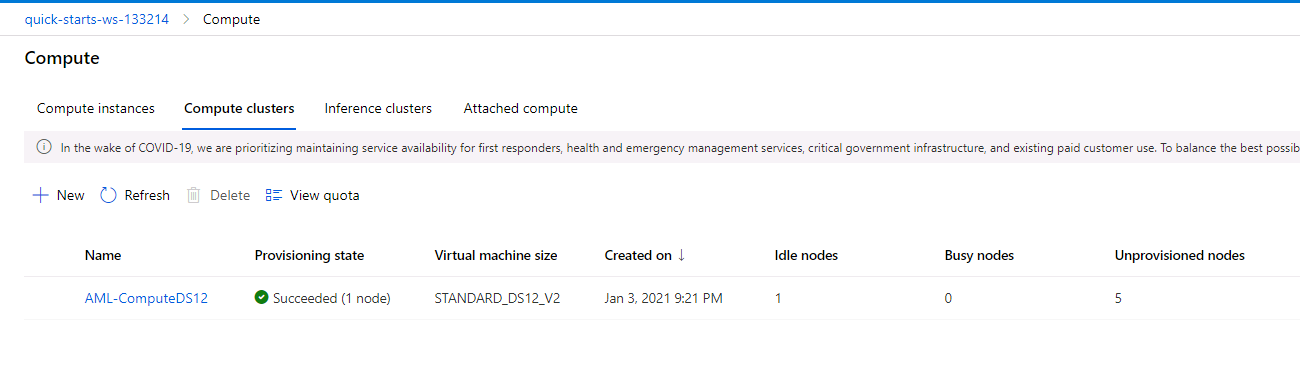 quick-starts-ws-133214 > Compute
Compute
Compute instances Compute clusters Inference clusters Attached compute
In the wake of COVID-19, we are prioritizing maintaining service availability for first responders, health and emergency management services, critical government infrastructure, and existing paid customer use. To balance the best possib
New Refresh Delete View quota
Name Provisioning state Virtual machine size Created on ↓ Idle nodes Busy nodes Unprovisioned nodes
AML-ComputeDS12 Succeeded (1 node) STANDARD_DS12_V2 Jan 3, 2021 9:21 PM 1 0 5